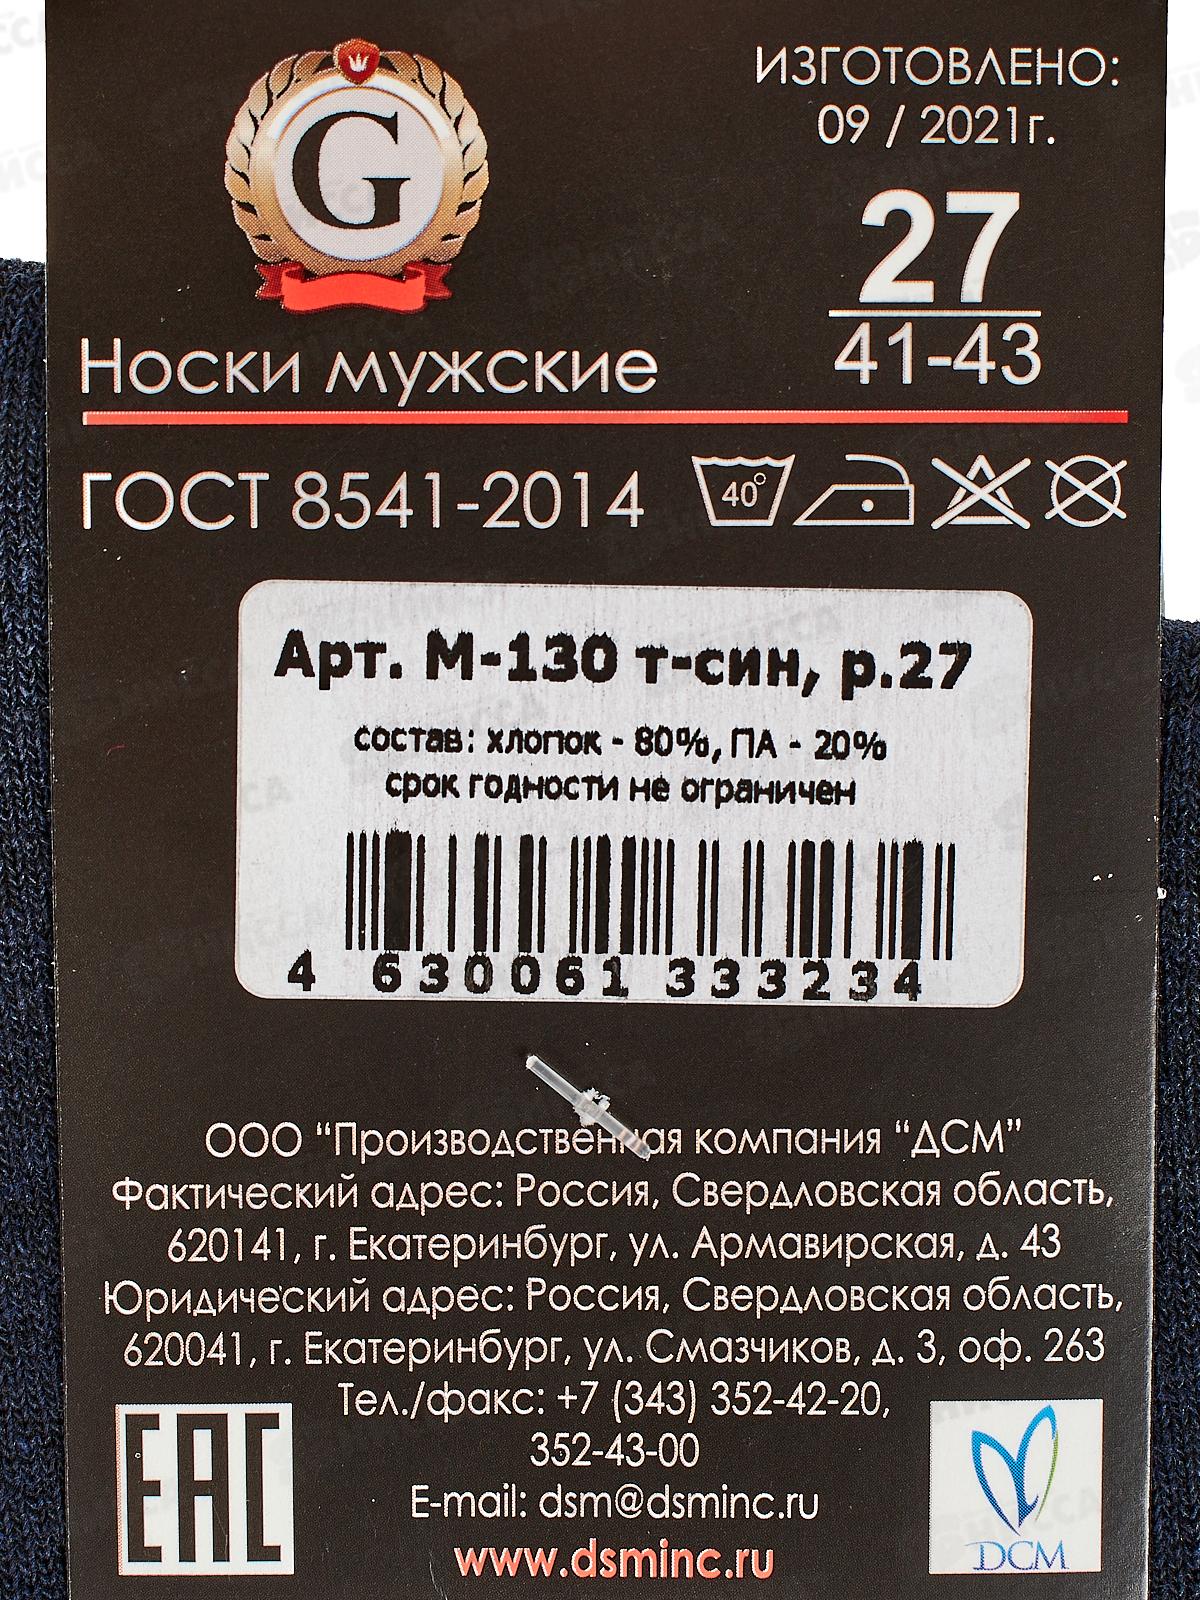 G
ИЗГОТОВЛЕНО:
09 / 2021г.
27
41-43
Носки мужские
ГОСТ 8541-2014
40°
Арт. М-130 т-син, р.27
состав: хлопок - 80%, ПА - 20%
срок годности не ограничен
4 630061 333234
ООО “Производственная компания “ДСМ”
Фактический адрес: Россия, Свердловская область,
620141, г. Екатеринбург, ул. Армавирская, д. 43
Юридический адрес: Россия, Свердловская область,
620041, г. Екатеринбург, ул. Смазчиков, д. 3, оф. 263
Тел./факс: +7 (343) 352-42-20,
352-43-00
E-mail: dsm@dsminc.ru
www.dsminc.ru
EAC
ДСМ